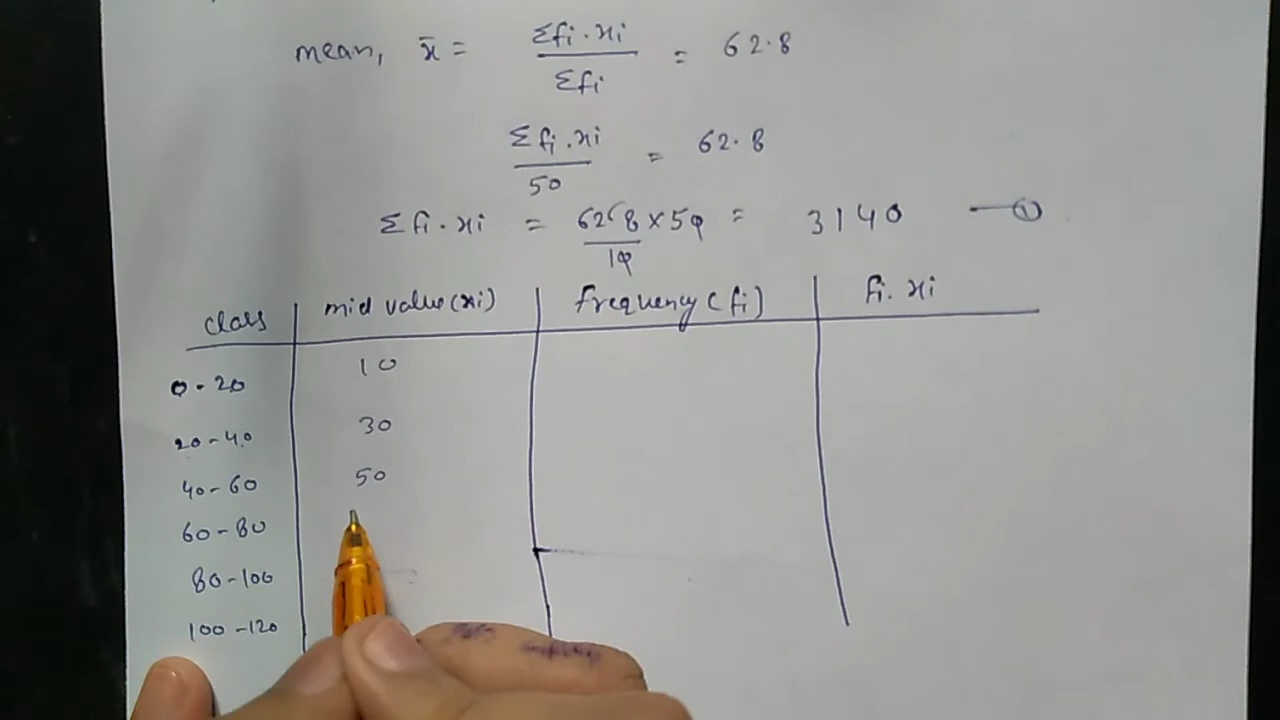 mean, x̄ = Σfi·xi / Σfi = 62.8
Σfi.xi / 50 = 62.8
Σfi·xi = 628 × 50 / 10 = 3140 — ①
class | mid value (xi) | frequency (fi) | fi. xi
0-20 | 10
20-40 | 30
40-60 | 50
60-80
80-100
100-120